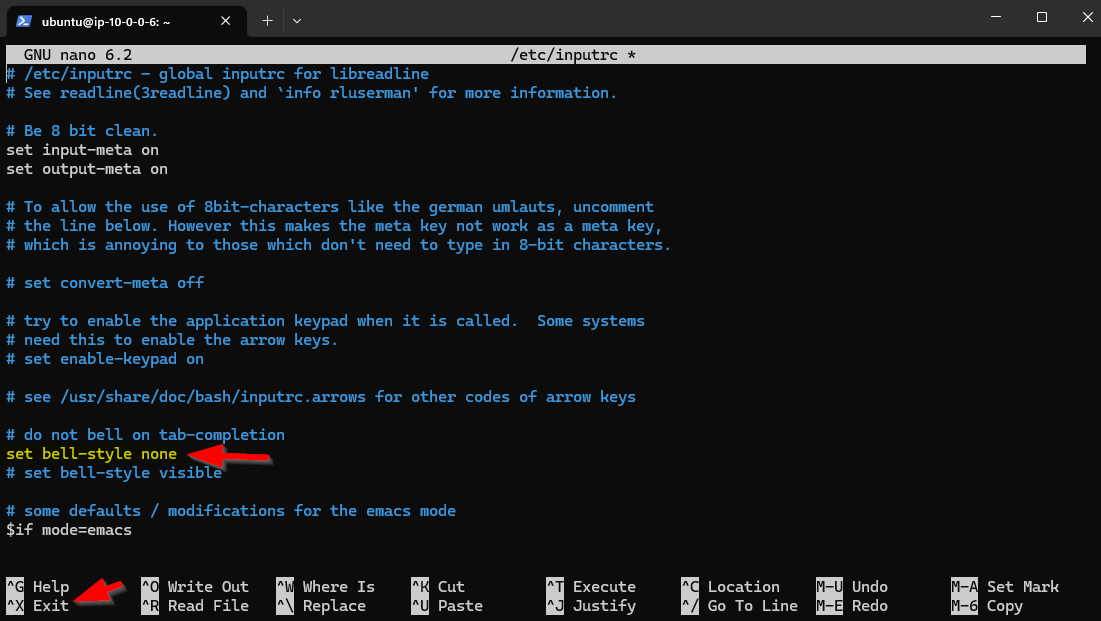 ubuntu@ip-10-0-0-6: ~
GNU nano 6.2 /etc/inputrc *
# /etc/inputrc - global inputrc for libreadline
# See readline(3readline) and `info rluserman' for more information.
# Be 8 bit clean.
set input-meta on
set output-meta on
# To allow the use of 8bit-characters like the german umlauts, uncomment
# the line below. However this makes the meta key not work as a meta key,
# which is annoying to those which don't need to type in 8-bit characters.
# set convert-meta off
# try to enable the application keypad when it is called.  Some systems
# need this to enable the arrow keys.
# set enable-keypad on
# see /usr/share/doc/bash/inputrc.arrows for other codes of arrow keys
# do not bell on tab-completion
set bell-style none
# set bell-style visible
# some defaults / modifications for the emacs mode
$if mode=emacs
^G Help ^O Write Out ^W Where Is ^K Cut ^T Execute ^C Location M-U Undo M-A Set Mark
^X Exit ^R Read File ^\ Replace ^U Paste ^J Justify ^/ Go To Line M-E Redo M-6 Copy